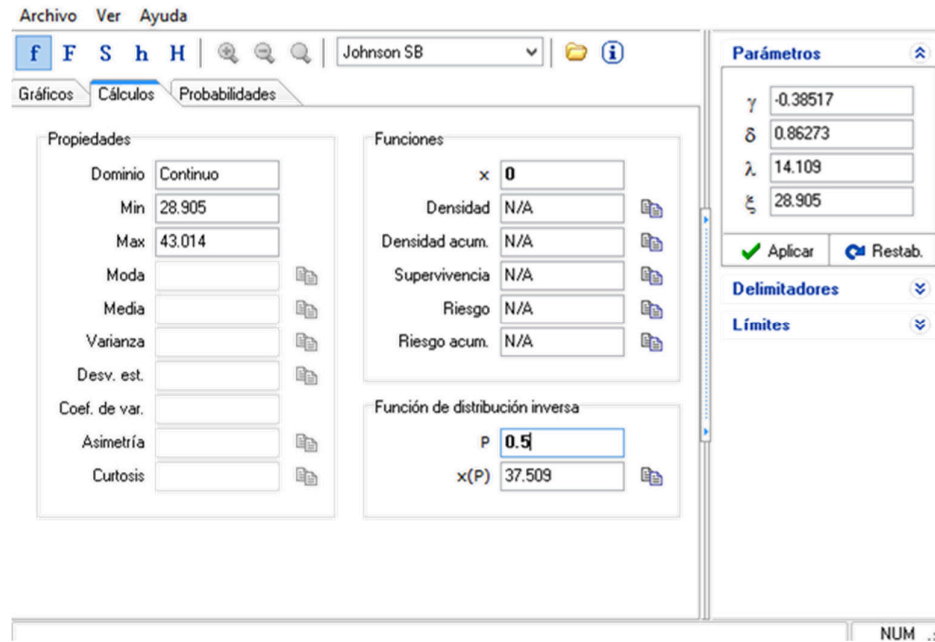 Archivo Ver Ayuda
f F S h H Johnson SB
Gráficos Cálculos Probabilidades
Propiedades
Dominio Continuo
Min 28.905
Max 43.014
Moda
Media
Varianza
Desv. est.
Coef. de var.
Asimetría
Curtosis
Funciones
x 0
Densidad N/A
Densidad acum. N/A
Supervivencia N/A
Riesgo N/A
Riesgo acum. N/A
Función de distribución inversa
P 0.5
x(P) 37.509
Parámetros
γ -0.38517
δ 0.86273
λ 14.109
ξ 28.905
Aplicar Restab.
Delimitadores
Límites
NUM